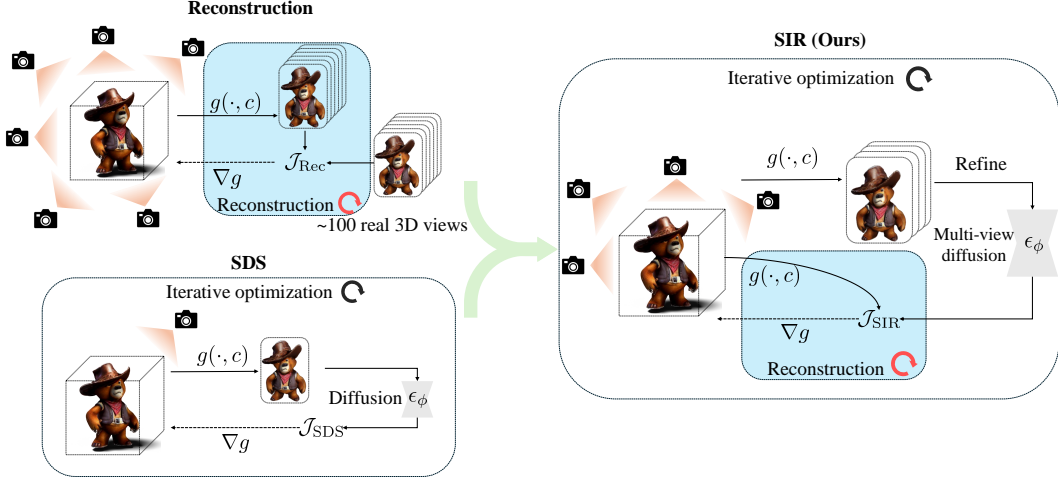 Reconstruction
g(·, c)
𝒥Rec
∇g
Reconstruction
~100 real 3D views
SDS
Iterative optimization
g(·, c)
Diffusion ϵϕ
𝒥SDS
∇g
SIR (Ours)
Iterative optimization
g(·, c)
Refine
Multi-view
diffusion
ϵϕ
g(·, c)
𝒥SIR
∇g
Reconstruction